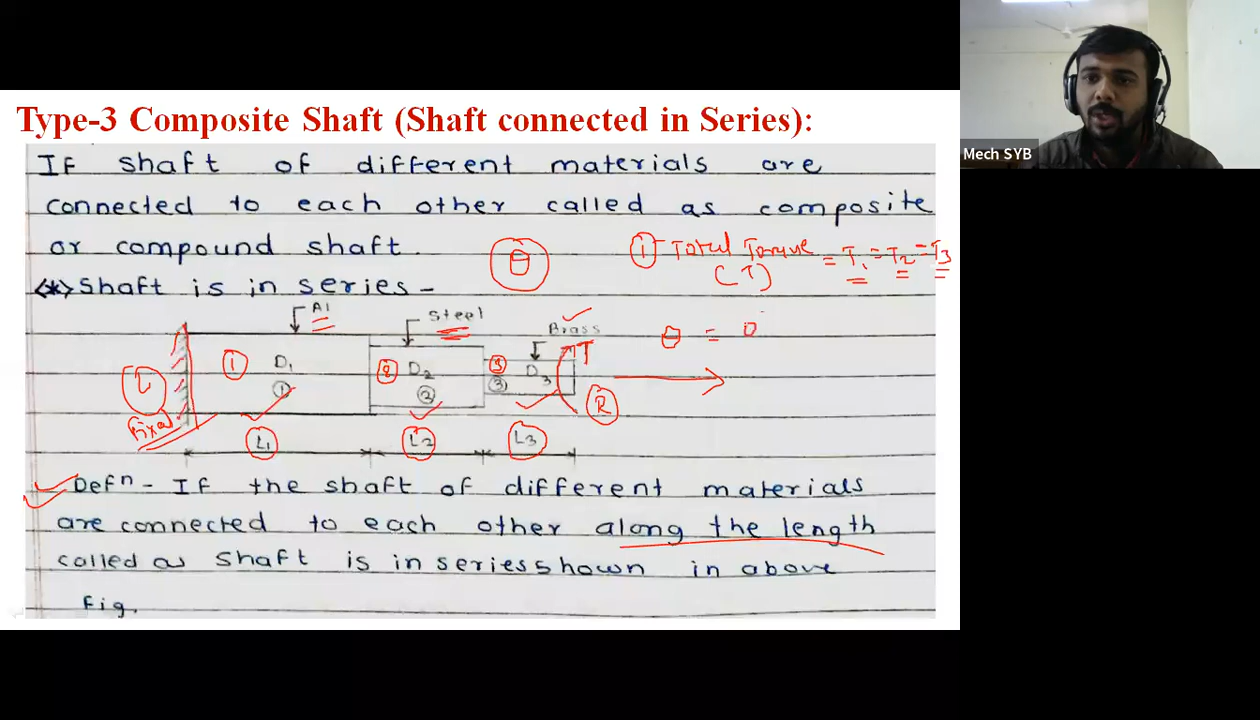 Type-3 Composite Shaft (Shaft connected in Series):
If shaft of different materials are
connected to each other called as composite
or compound shaft.
θ
① Total Torque = T1 = T2 = T3
(T)
<*> Shaft is in series -
Al
Steel
Brass
θ = θ
① D1
② D2
③ D3
T
①
②
③
L
R
Fixed
L1
L2
L3
Defn - If the shaft of different materials
are connected to each other along the length
called as shaft is in series shown in above
Fig.
Mech SYB